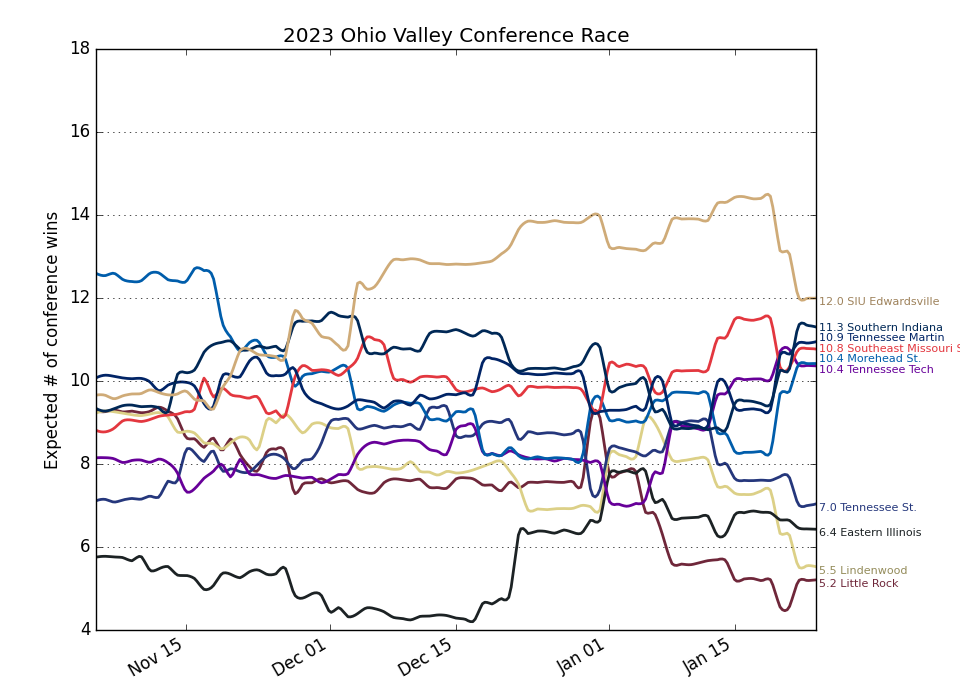 2023 Ohio Valley Conference Race
Expected # of conference wins
18
16
14
12
10
8
6
4
Nov 15
Dec 01
Dec 15
Jan 01
Jan 15
12.0 SIU Edwardsville
11.3 Southern Indiana
10.9 Tennessee Martin
10.8 Southeast Missouri S
10.4 Morehead St.
10.4 Tennessee Tech
7.0 Tennessee St.
6.4 Eastern Illinois
5.5 Lindenwood
5.2 Little Rock